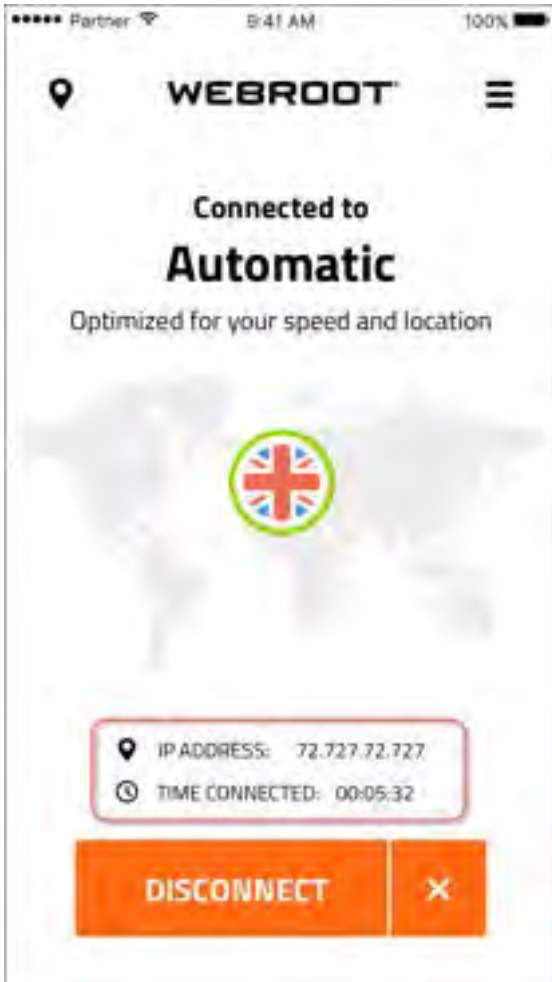 Partner 9:41 AM 100%
WEBROOT
Connected to
Automatic
Optimized for your speed and location
IP ADDRESS: 72.727.72.727
TIME CONNECTED: 00:05:32
DISCONNECT ×